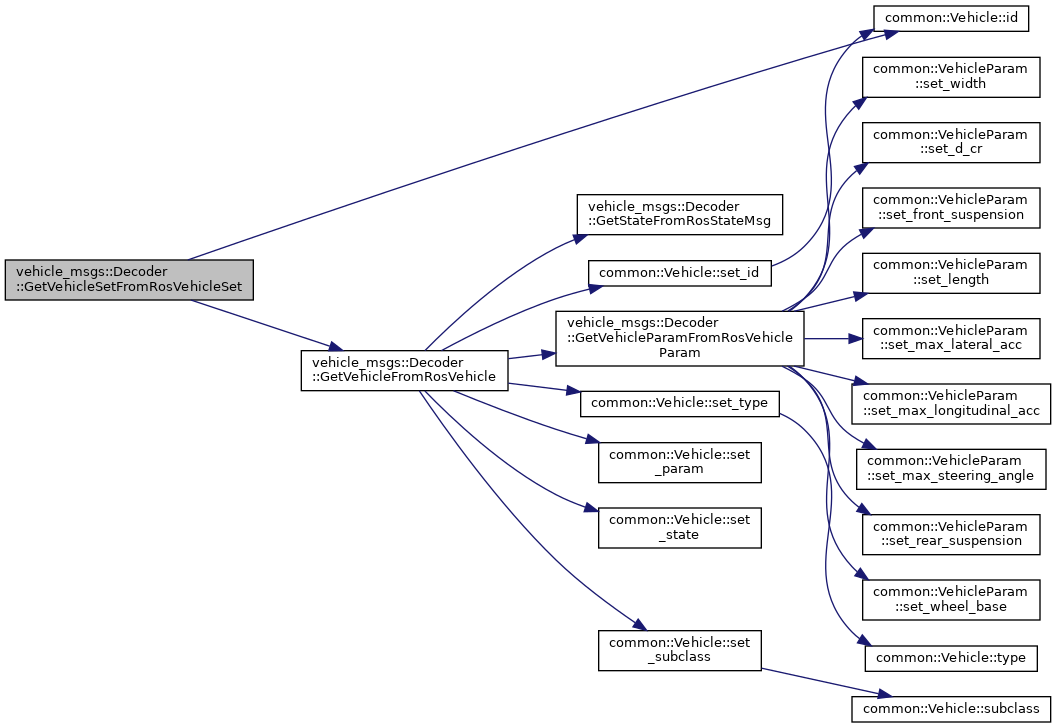 common::Vehicle::id
common::VehicleParam
::set_width
common::VehicleParam
::set_d_cr
common::VehicleParam
::set_front_suspension
common::VehicleParam
::set_length
common::VehicleParam
::set_max_lateral_acc
common::VehicleParam
::set_max_longitudinal_acc
common::VehicleParam
::set_max_steering_angle
common::VehicleParam
::set_rear_suspension
common::VehicleParam
::set_wheel_base
common::Vehicle::type
common::Vehicle::subclass
vehicle_msgs::Decoder
::GetStateFromRosStateMsg
common::Vehicle::set_id
vehicle_msgs::Decoder
::GetVehicleParamFromRosVehicle
Param
common::Vehicle::set_type
common::Vehicle::set
_param
common::Vehicle::set
_state
common::Vehicle::set
_subclass
vehicle_msgs::Decoder
::GetVehicleFromRosVehicle
vehicle_msgs::Decoder
::GetVehicleSetFromRosVehicleSet